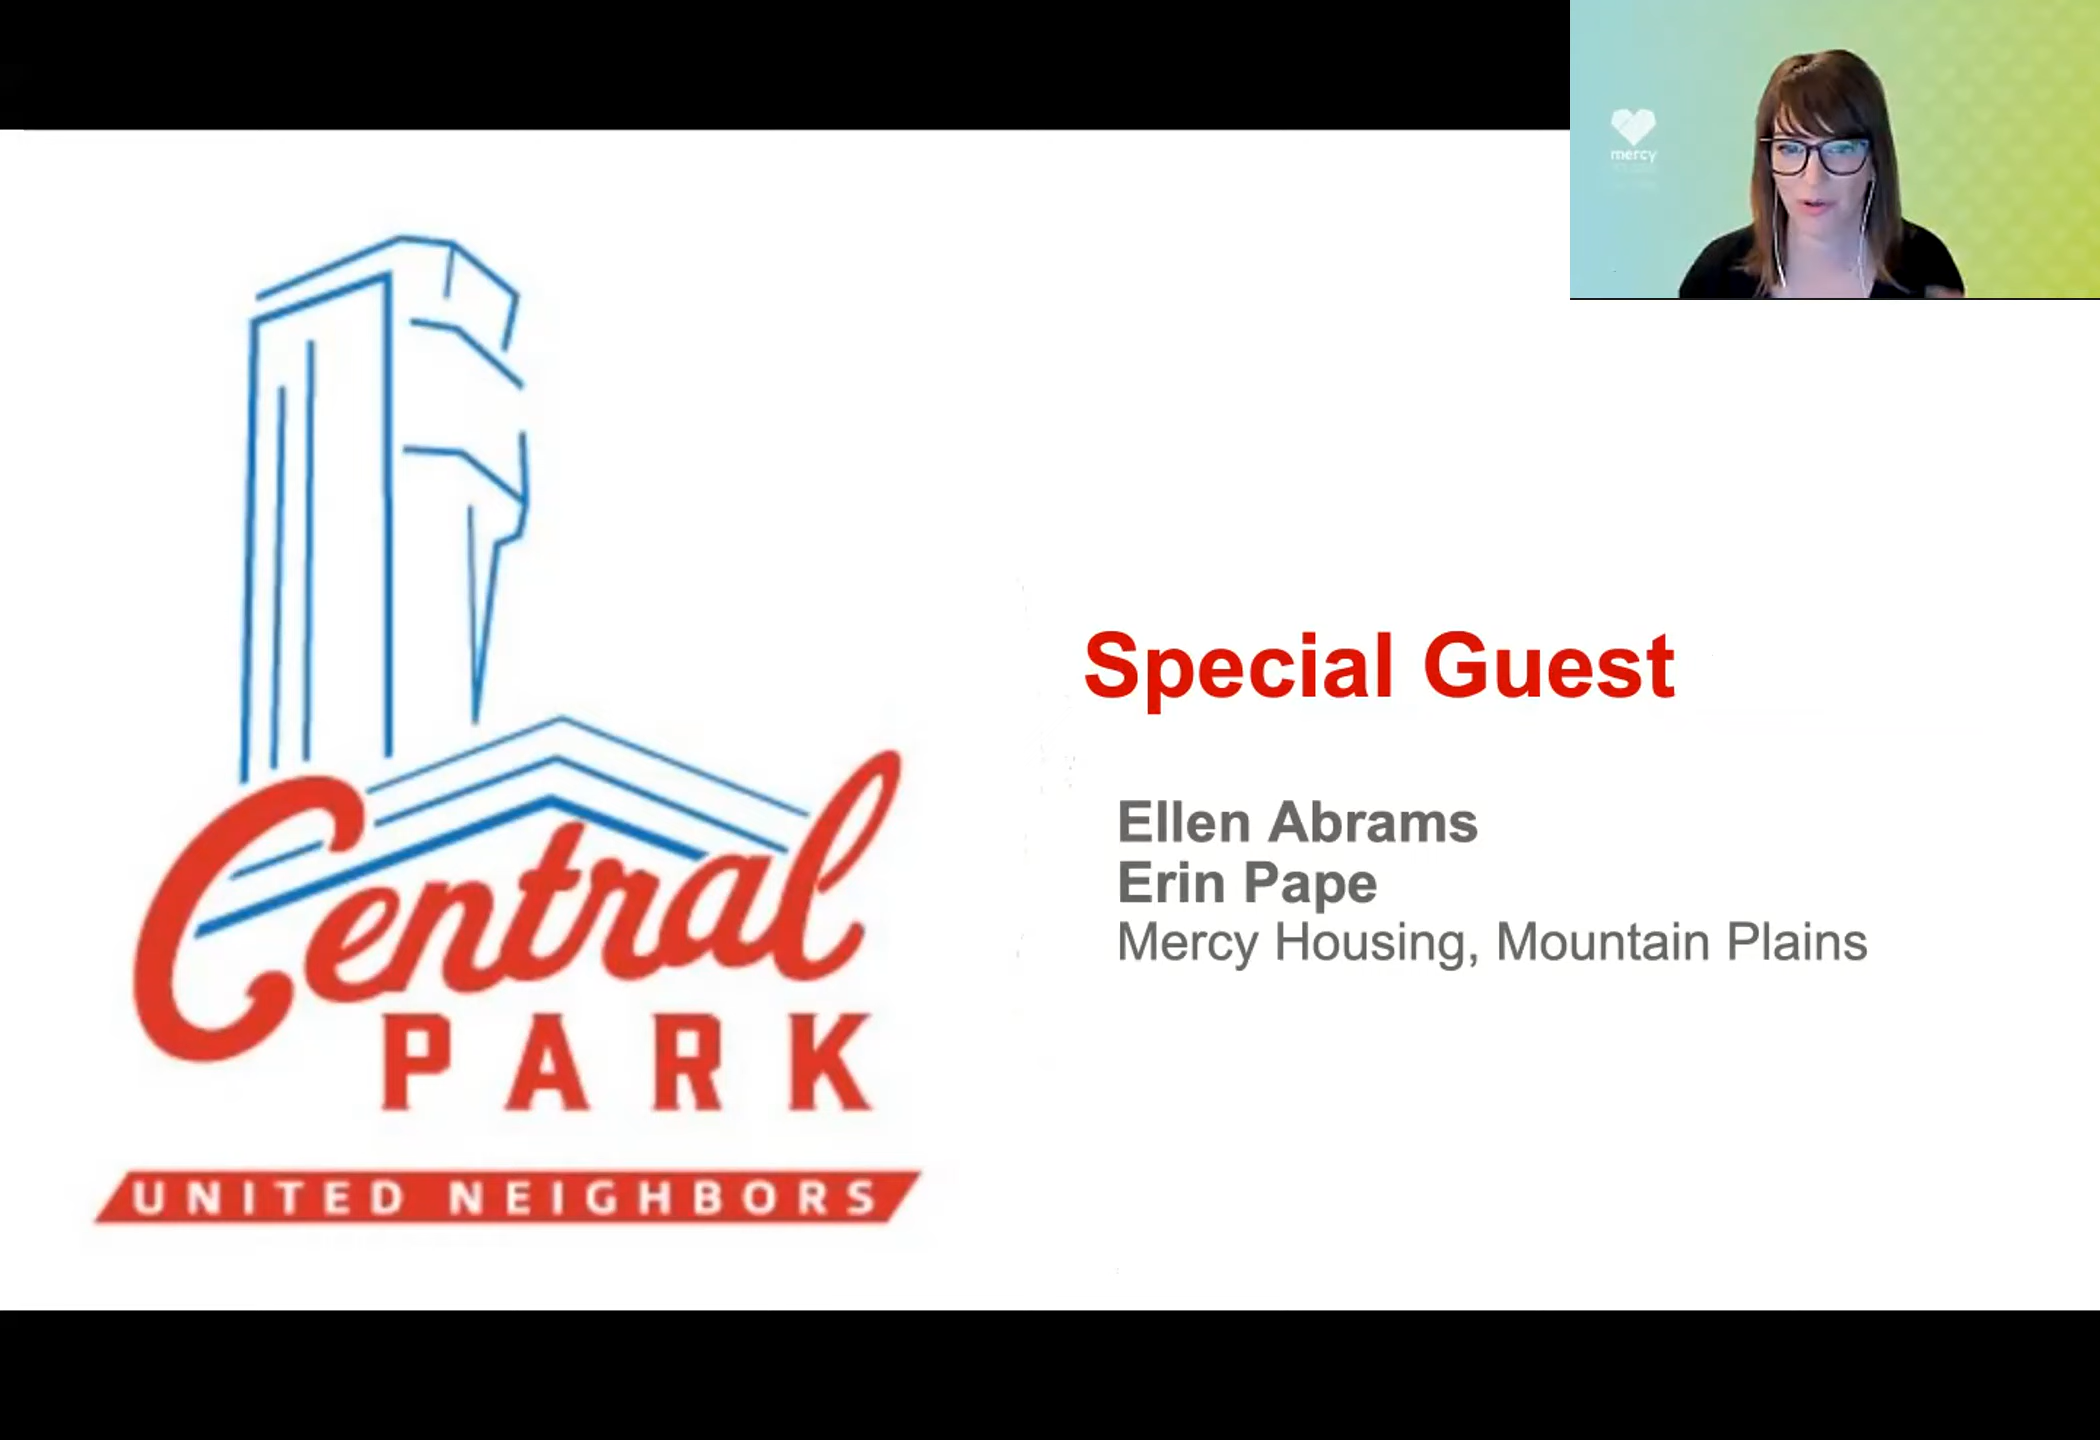 mercy
Special Guest
Ellen Abrams
Erin Pape
Mercy Housing, Mountain Plains
Central
PARK
UNITED NEIGHBORS